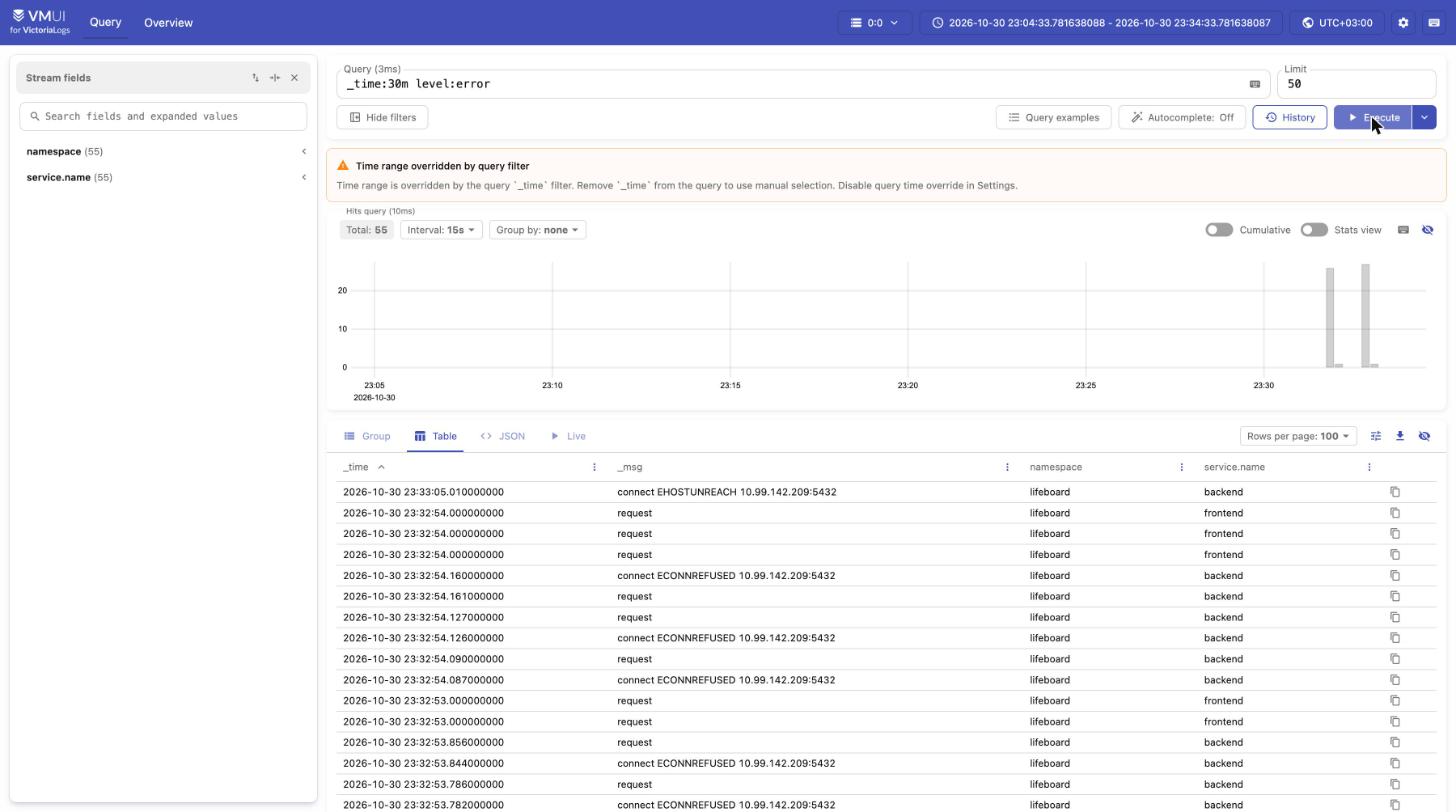 VMUI Query Overview 0:0 2026-10-30 23:04:33.781638088 - 2026-10-30 23:34:33.781638087 UTC+03:00
for VictoriaLogs
Stream fields
Search fields and expanded values
namespace (55)
service.name (55)
Query (3ms) Limit
_time:30m level:error 50
Hide filters Query examples Autocomplete: Off History Execute
Time range overridden by query filter
Time range is overridden by the query `_time` filter. Remove `_time` from the query to use manual selection. Disable query time override in Settings.
Hits query (10ms)
Total: 55 Interval: 15s Group by: none Cumulative Stats view
20
10
0
23:05 23:10 23:15 23:20 23:25 23:30
2026-10-30
Group Table JSON Live Rows per page: 100
_time _msg namespace service.name
2026-10-30 23:33:05.010000000 connect EHOSTUNREACH 10.99.142.209:5432 lifeboard backend
2026-10-30 23:32:54.000000000 request lifeboard frontend
2026-10-30 23:32:54.000000000 request lifeboard frontend
2026-10-30 23:32:54.000000000 request lifeboard frontend
2026-10-30 23:32:54.160000000 connect ECONNREFUSED 10.99.142.209:5432 lifeboard backend
2026-10-30 23:32:54.161000000 request lifeboard backend
2026-10-30 23:32:54.127000000 request lifeboard backend
2026-10-30 23:32:54.126000000 connect ECONNREFUSED 10.99.142.209:5432 lifeboard backend
2026-10-30 23:32:54.090000000 request lifeboard backend
2026-10-30 23:32:54.087000000 connect ECONNREFUSED 10.99.142.209:5432 lifeboard backend
2026-10-30 23:32:53.000000000 request lifeboard frontend
2026-10-30 23:32:53.000000000 request lifeboard frontend
2026-10-30 23:32:53.856000000 request lifeboard backend
2026-10-30 23:32:53.844000000 connect ECONNREFUSED 10.99.142.209:5432 lifeboard backend
2026-10-30 23:32:53.786000000 request lifeboard backend
2026-10-30 23:32:53.782000000 connect ECONNREFUSED 10.99.142.209:5432 lifeboard backend